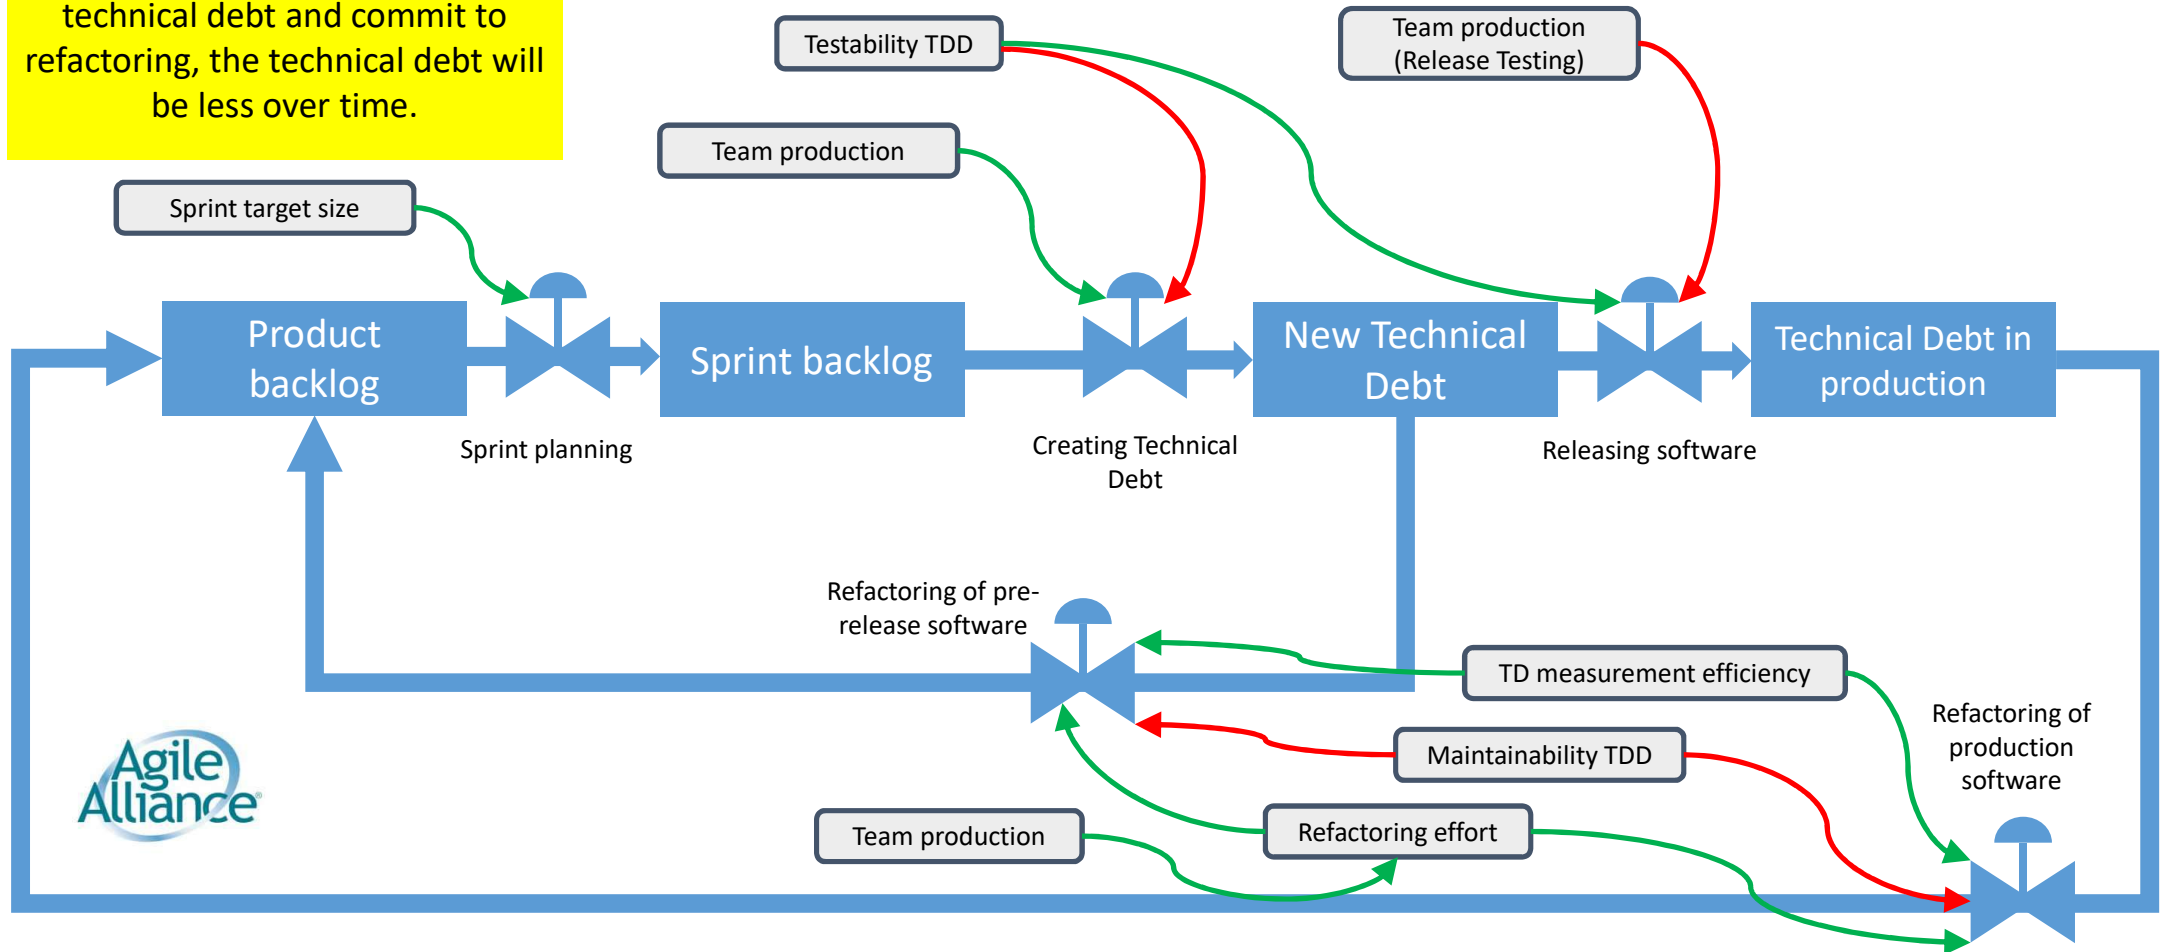 technical debt and commit to
refactoring, the technical debt will
be less over time.
Testability TDD
Team production
(Release Testing)
Team production
Sprint target size
Product
backlog
Sprint backlog
New Technical
Debt
Technical Debt in
production
Sprint planning
Creating Technical
Debt
Releasing software
Refactoring of pre-
release software
TD measurement efficiency
Refactoring of
production
software
Maintainability TDD
Agile
Alliance®
Team production
Refactoring effort